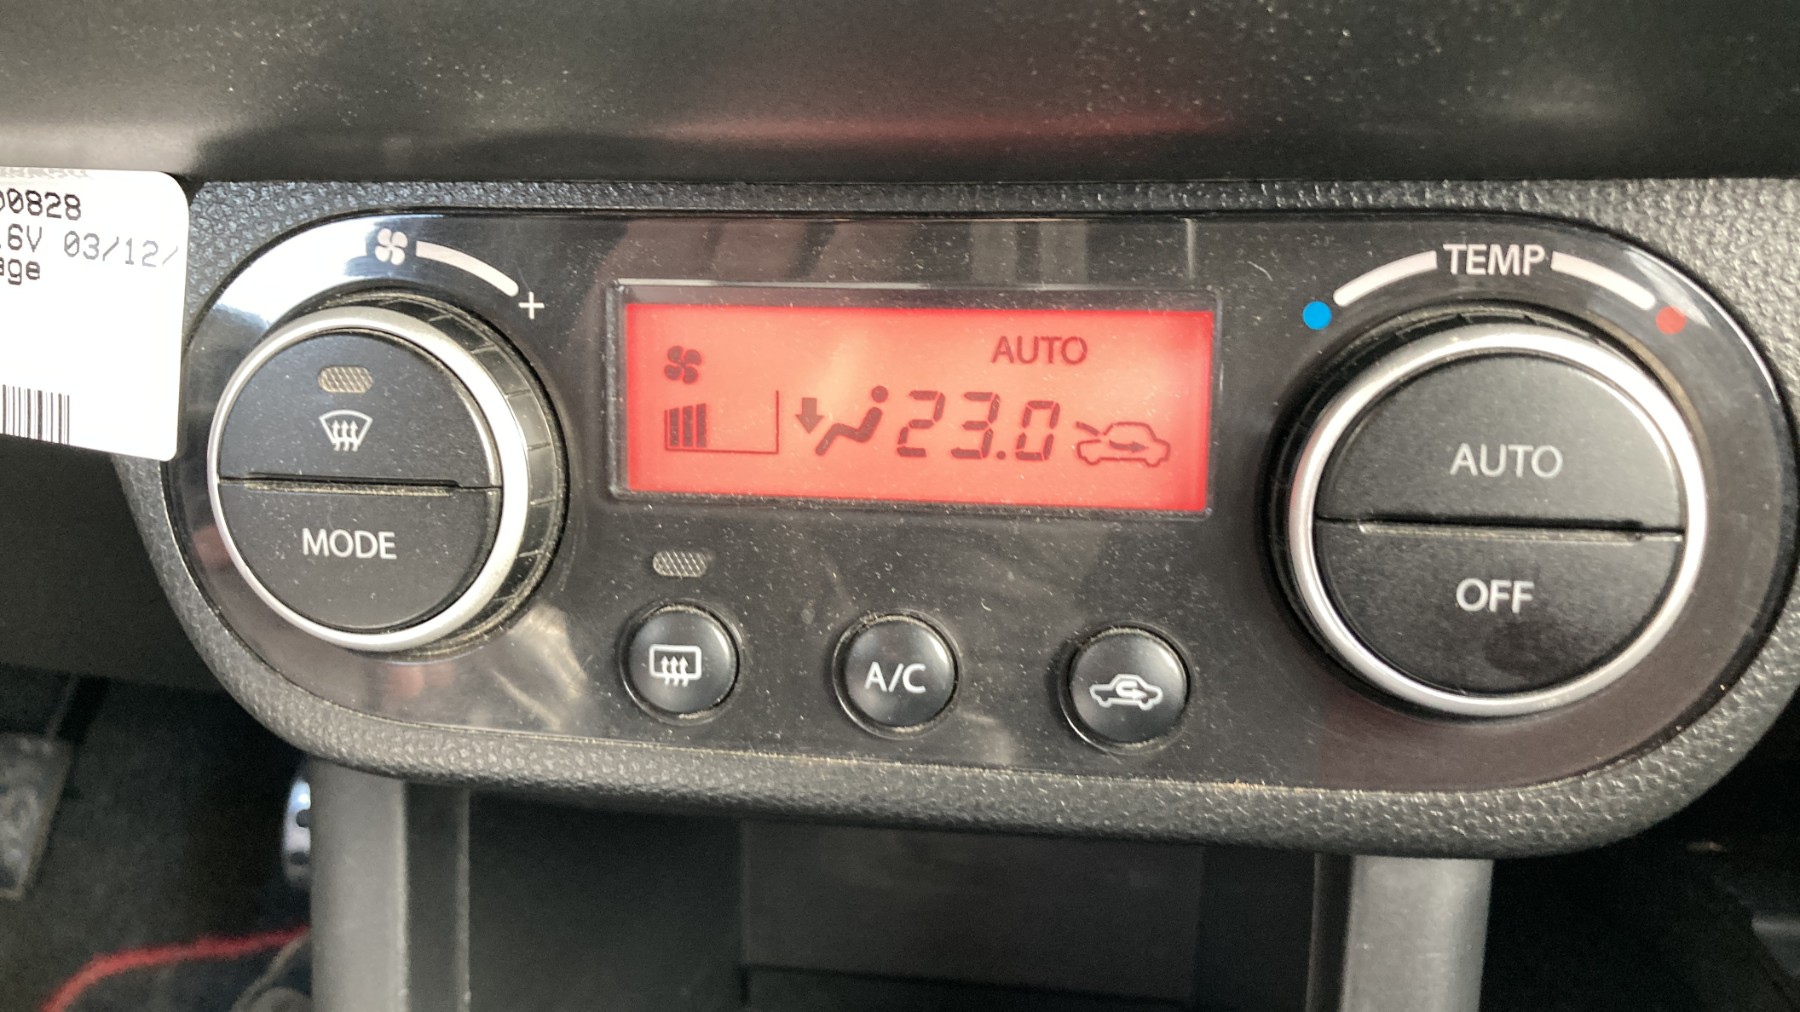 00828
.6V 03/12/
age
+
TEMP
AUTO
23.0
MODE
AUTO
OFF
A/C